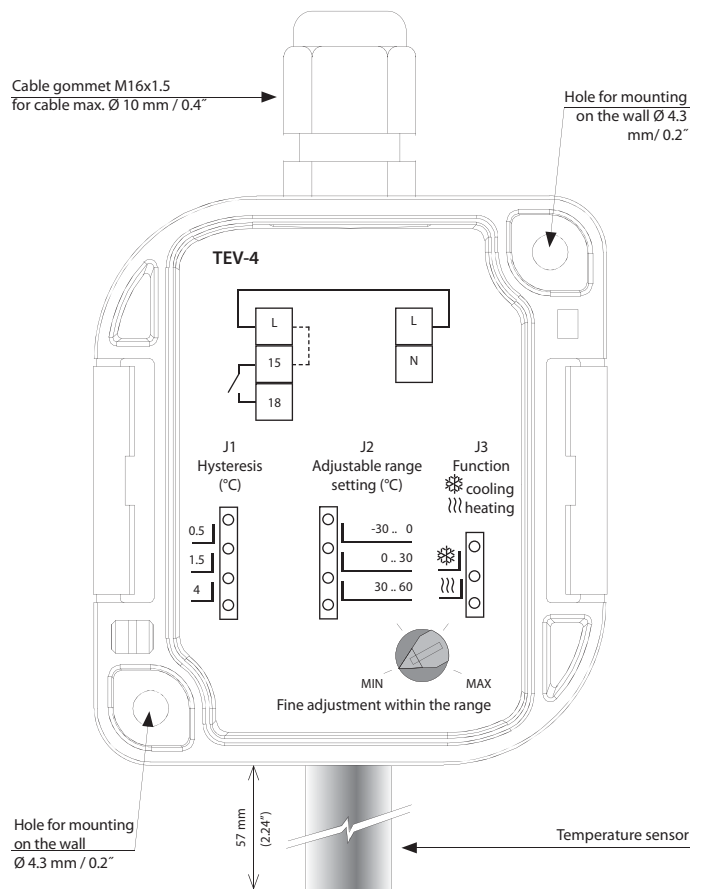 Cable gommet M16x1.5
for cable max. Ø 10 mm / 0.4˝
Hole for mounting
on the wall Ø 4.3
mm/ 0.2˝
TEV-4
L
15
18
L
N
J1
Hysteresis
(°C)
0.5
1.5
4
J2
Adjustable range
setting (°C)
-30 .. 0
0 .. 30
30 .. 60
J3
Function
cooling
heating
MIN
MAX
Fine adjustment within the range
Hole for mounting
on the wall
Ø 4.3 mm / 0.2˝
57 mm
(2.24˝)
Temperature sensor